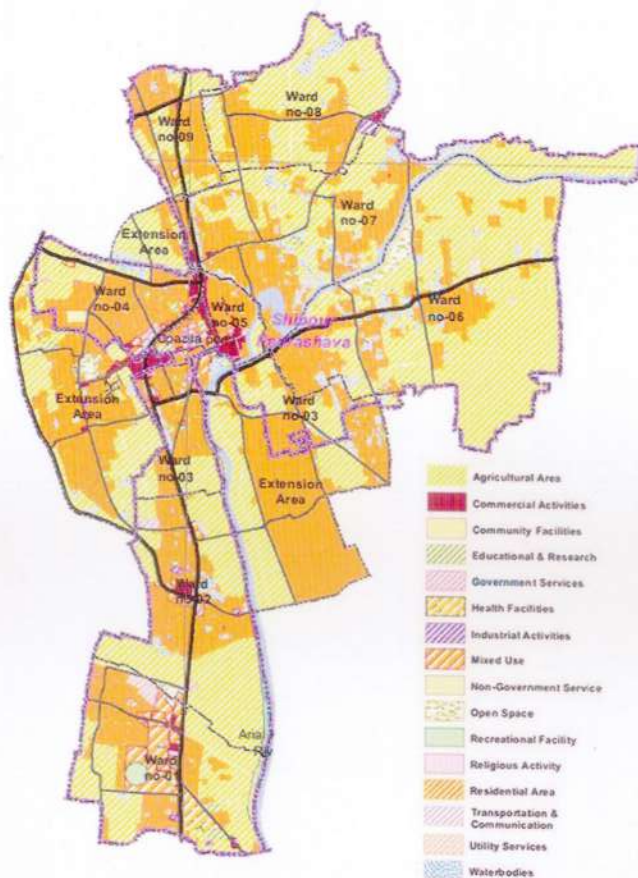 Ward
no-08
Ward
no-09
Ward
no-07
Extension
Area
Ward
no-04
Ward
no-05
Ward
no-06
Extension
Area
Ward
no-03
Ward
no-03
Extension
Area
Ward
no-02
Ward
no-01
Agricultural Area
Commercial Activities
Community Facilities
Educational & Research
Government Services
Health Facilities
Industrial Activities
Mixed Use
Non-Government Service
Open Space
Recreational Facility
Religious Activity
Residential Area
Transportation &
Communication
Utility Services
Waterbodies